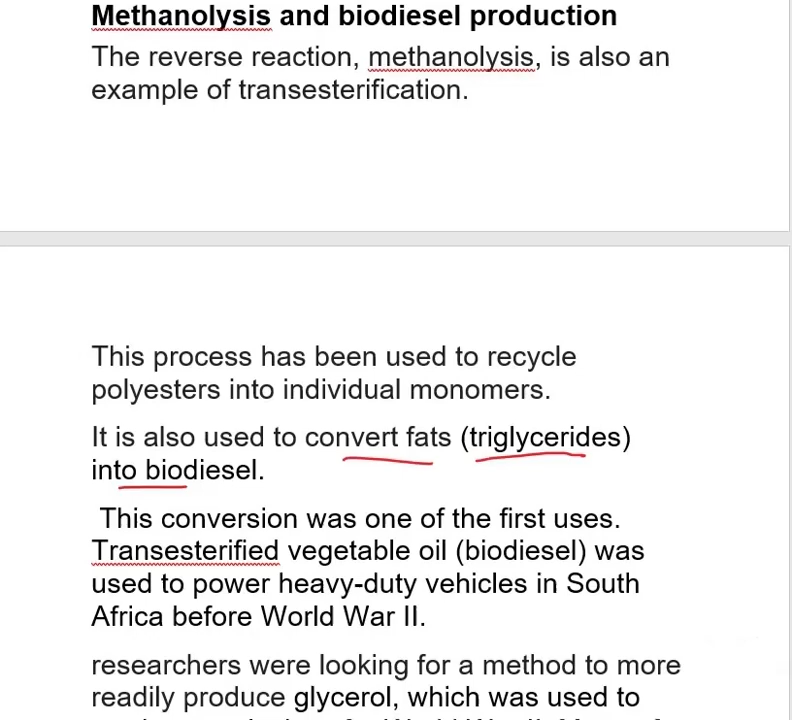 Methanolysis and biodiesel production
The reverse reaction, methanolysis, is also an
example of transesterification.
This process has been used to recycle
polyesters into individual monomers.
It is also used to convert fats (triglycerides)
into biodiesel.
This conversion was one of the first uses.
Transesterified vegetable oil (biodiesel) was
used to power heavy-duty vehicles in South
Africa before World War II.
researchers were looking for a method to more
readily produce glycerol, which was used to